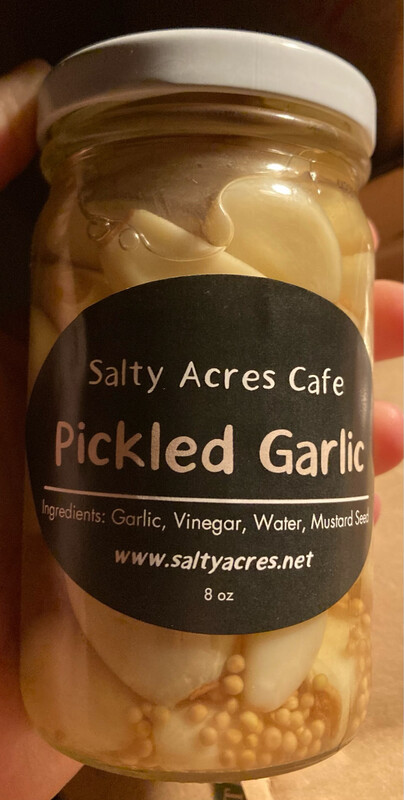 Salty Acres Cafe
Pickled Garlic
Ingredients: Garlic, Vinegar, Water, Mustard Seed
www.saltyacres.net
8 oz